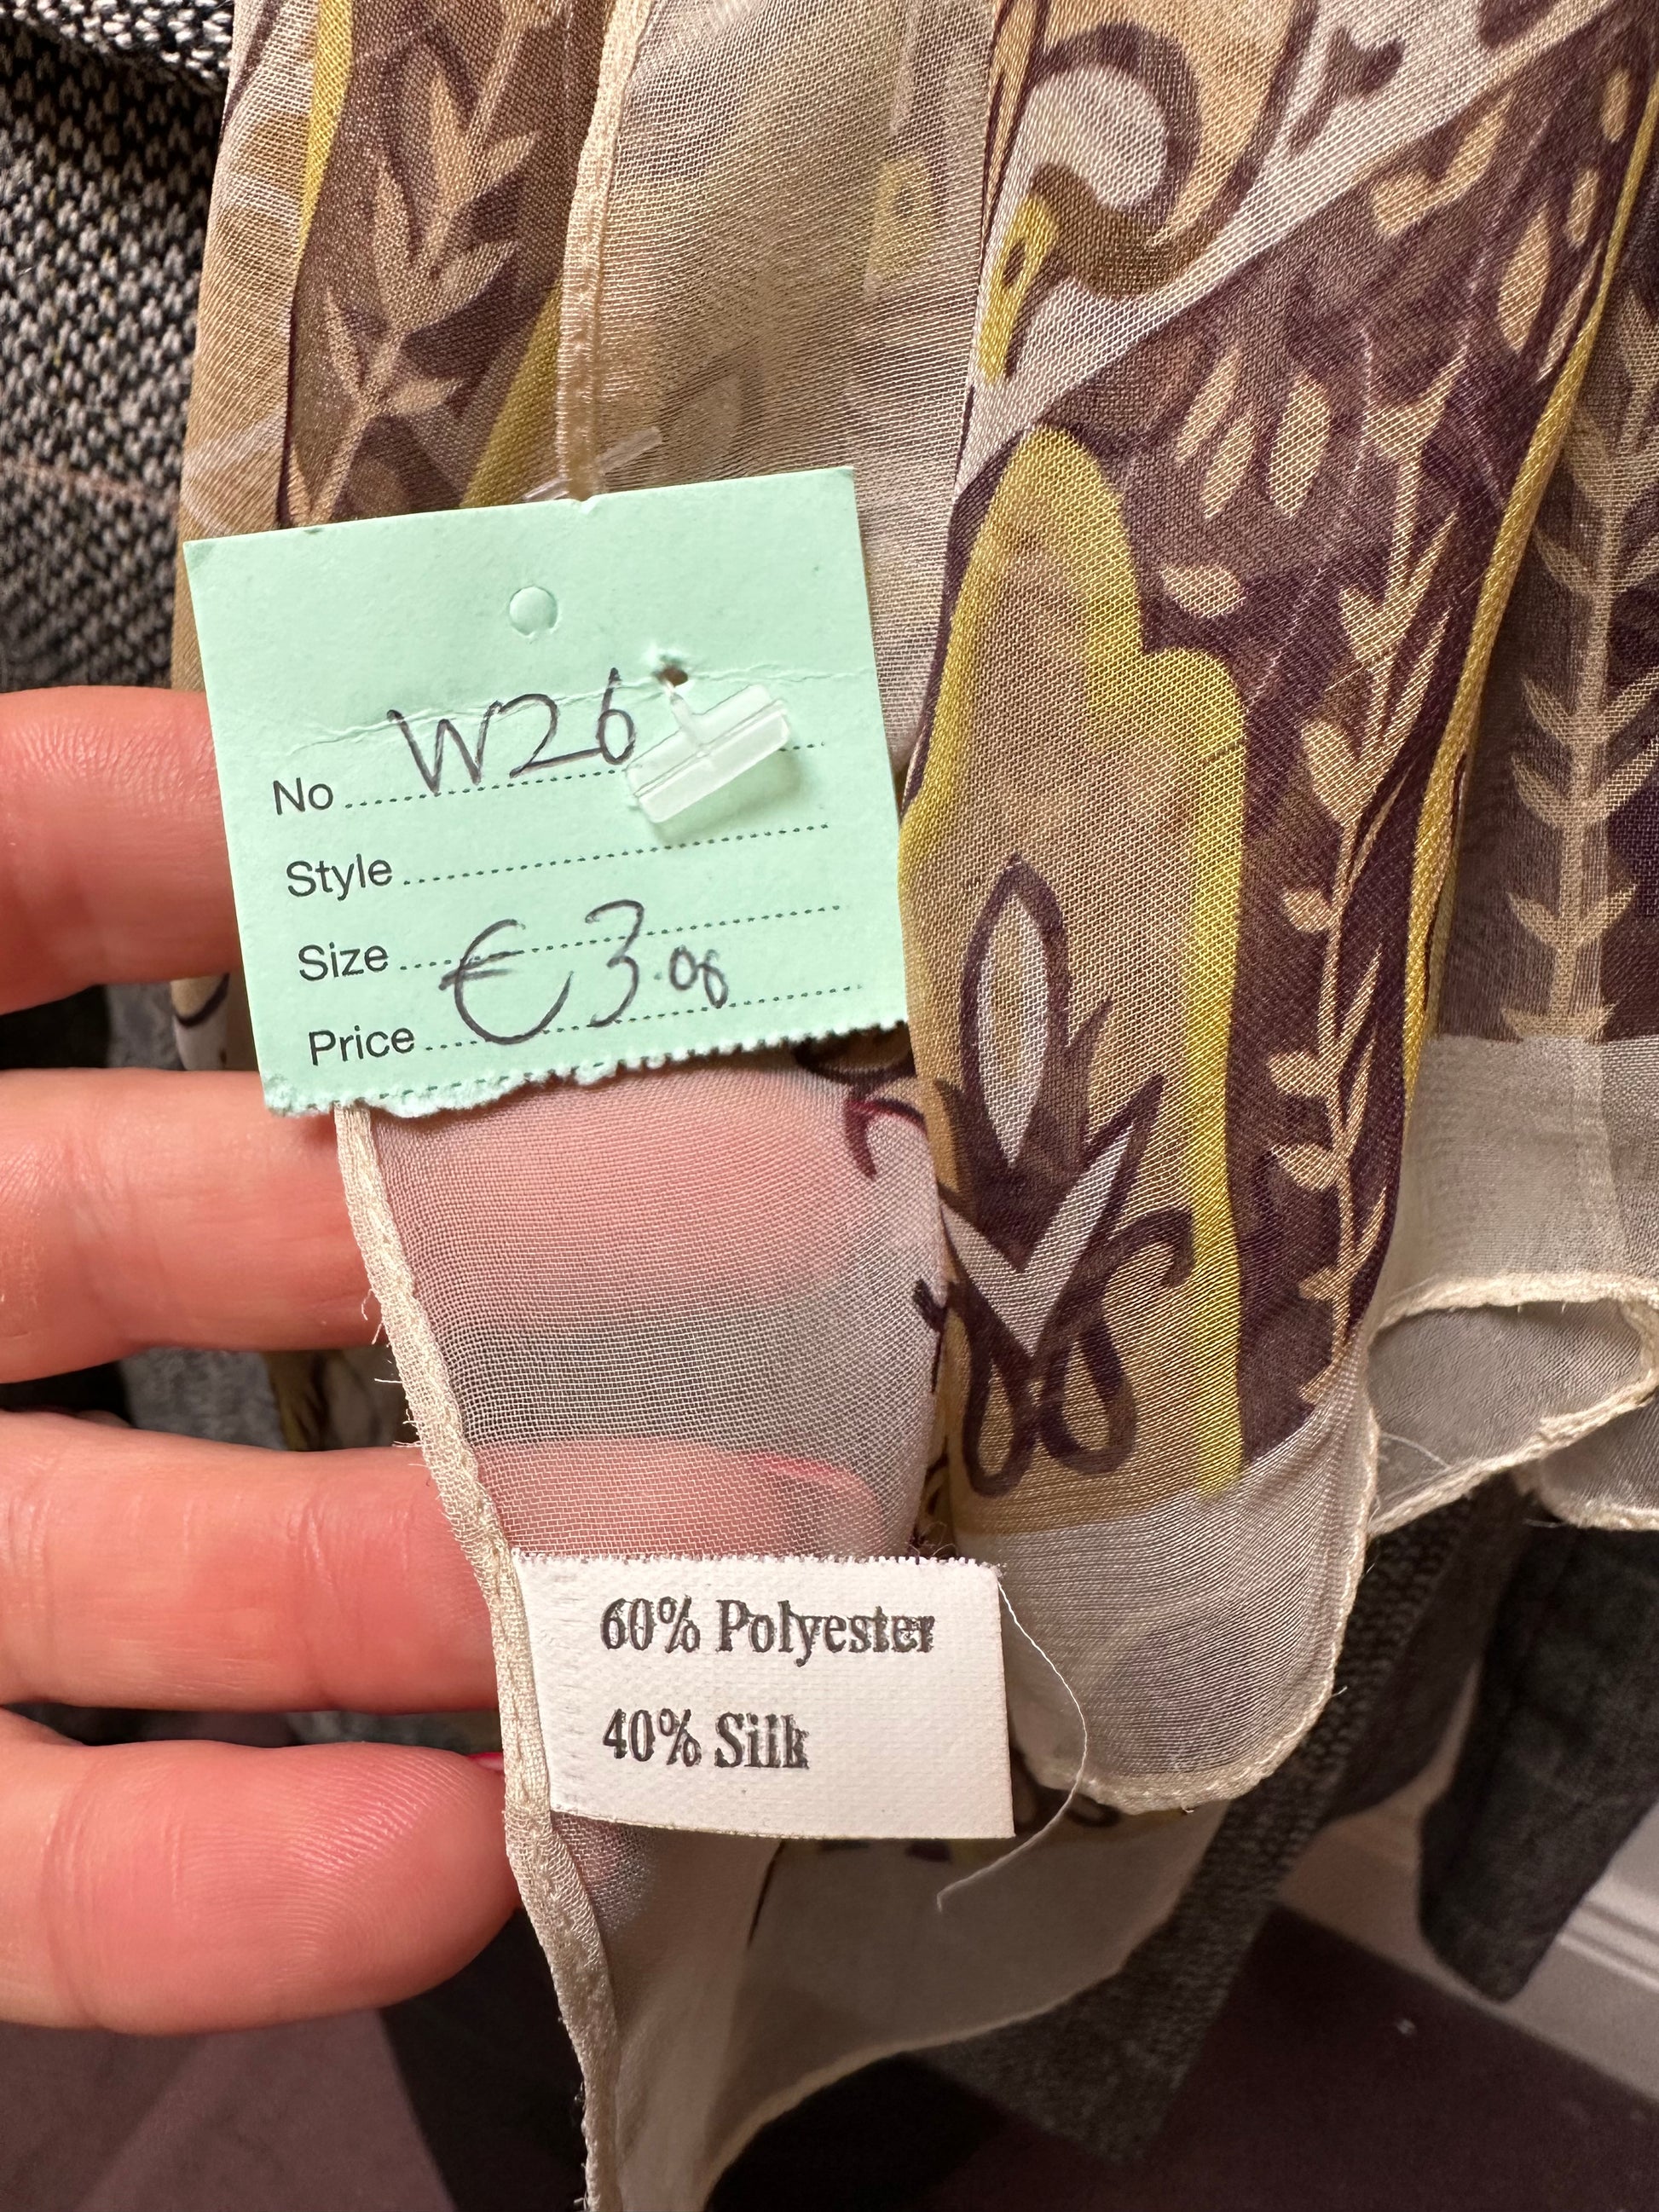 No W26
Style
Size
Price €3.00
60% Polyester
40% Silk